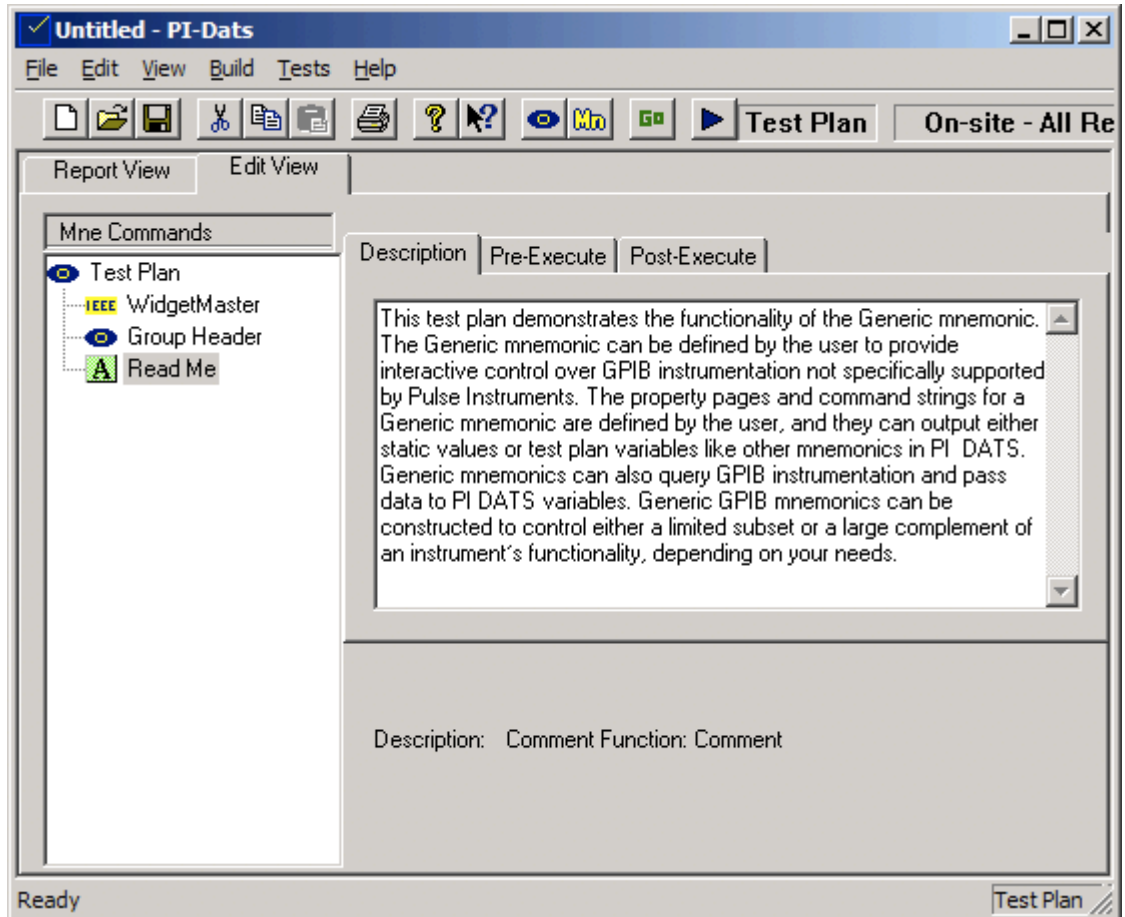 Untitled - PI-Dats
File Edit View Build Tests Help
Mn GO Test Plan On-site - All Re
Report View Edit View
Mne Commands
Description Pre-Execute Post-Execute
Test Plan
IEEE WidgetMaster
Group Header
A Read Me
This test plan demonstrates the functionality of the Generic mnemonic.
The Generic mnemonic can be defined by the user to provide
interactive control over GPIB instrumentation not specifically supported
by Pulse Instruments. The property pages and command strings for a
Generic mnemonic are defined by the user, and they can output either
static values or test plan variables like other mnemonics in PI DATS.
Generic mnemonics can also query GPIB instrumentation and pass
data to PI DATS variables. Generic GPIB mnemonics can be
constructed to control either a limited subset or a large complement of
an instrument's functionality, depending on your needs.
Description: Comment Function: Comment
Ready Test Plan